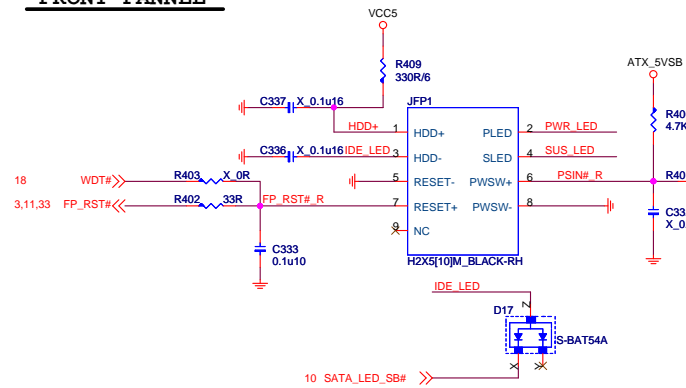 FRONT PANNEL
VCC5
R409
330R/6
ATX_5VSB
C337 X_0.1u16
JFP1
R40
4.7K
HDD+ 1 HDD+ PLED 2 PWR_LED
C336 X_0.1u16 IDE_LED 3 HDD- SLED 4 SUS_LED
18 WDT# R403 X_0R
5 RESET- PWSW+ 6 PSIN#_R
R40
3,11,33 FP_RST# R402 33R FP_RST#_R 7 RESET+ PWSW- 8
C33
X_0.
9 NC
C333
0.1u10
H2X5[10]M_BLACK-RH
IDE_LED
D17
Z
S-BAT54A
X Y
10 SATA_LED_SB#